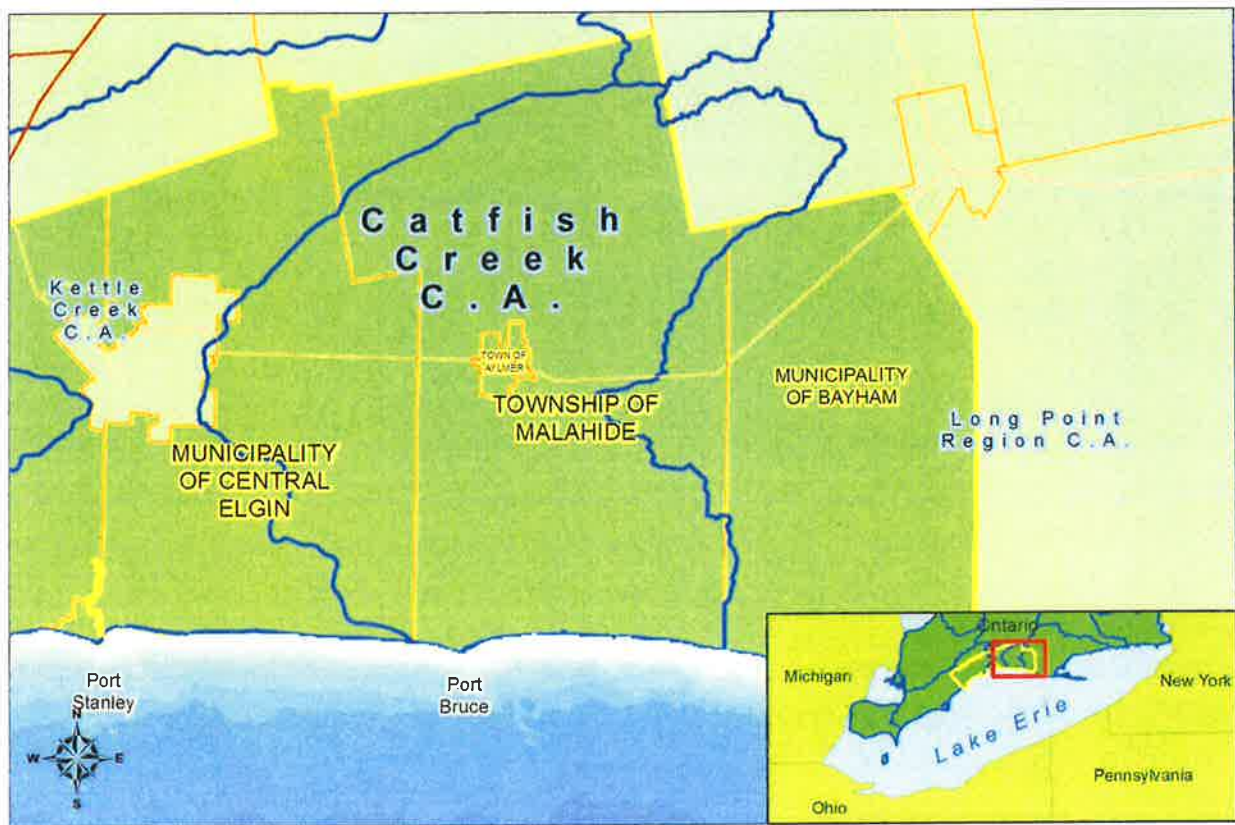 Catfish
Creek
C.A.
Kettle
Creek
C.A.
TOWN OF
AYLMER
MUNICIPALITY
OF BAYHAM
TOWNSHIP OF
MALAHIDE
Long Point
Region C.A.
MUNICIPALITY
OF CENTRAL
ELGIN
Port
Stanley
Port
Bruce
N
W
E
S
Ontario
Michigan
New York
Lake Erie
Pennsylvania
Ohio